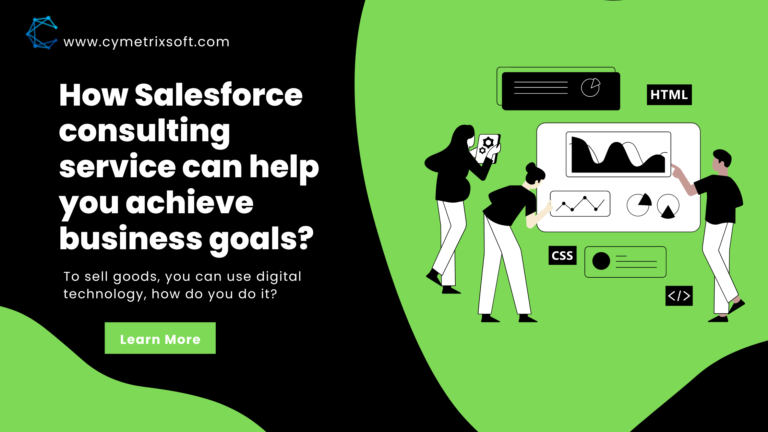 www.cymetrixsoft.com
How Salesforce
consulting
service can help
you achieve
business goals?
To sell goods, you can use digital
technology, how do you do it?
Learn More
HTML
CSS
</>